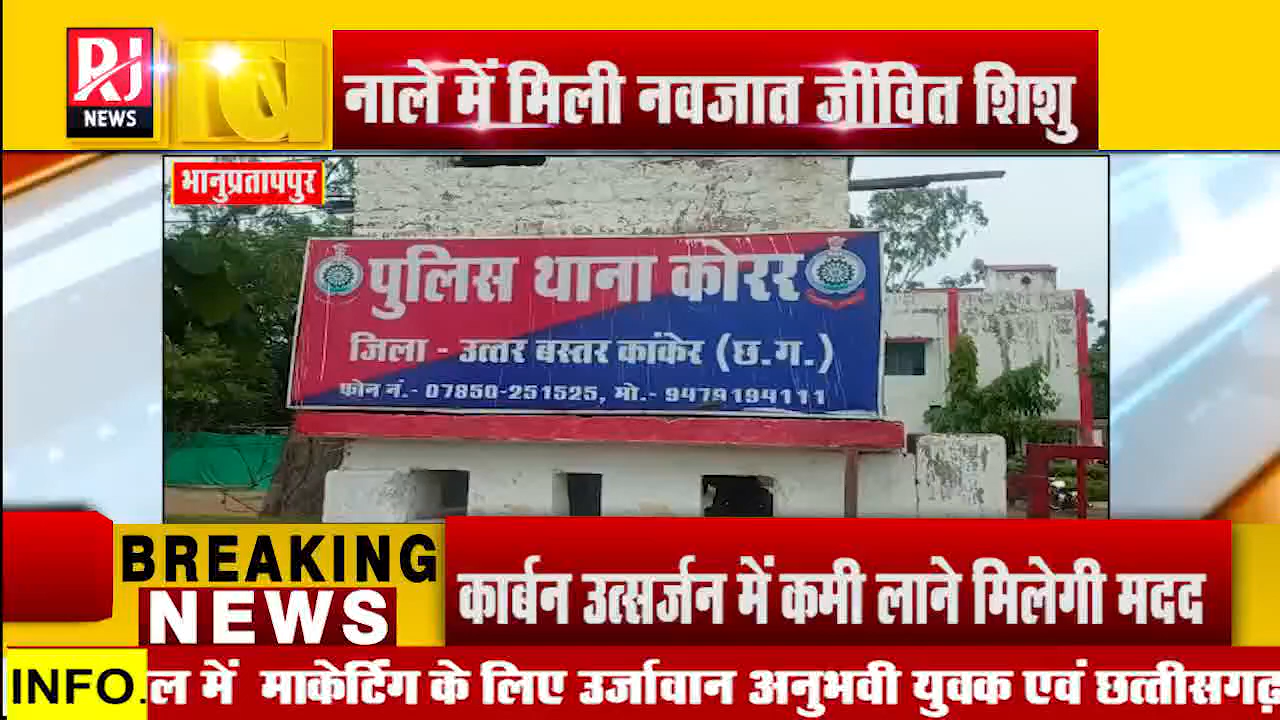 RJ
NEWS
नाले में मिली नवजात जींवित शिशु
भानुप्रतापपुर
पुलिस थाना कोरर
जिला - उत्तर बस्तर कांकेर (छ.ग.)
फोन नं.- 07850-251525, मो.- 9479194111
BREAKING
NEWS
कार्बन उत्सर्जन में कमी लाने मिलेगी मदद
INFO.
ल में माकेर्टिग के लिए उर्जावान अनुभवी युवक एवं छत्तीसगढ़